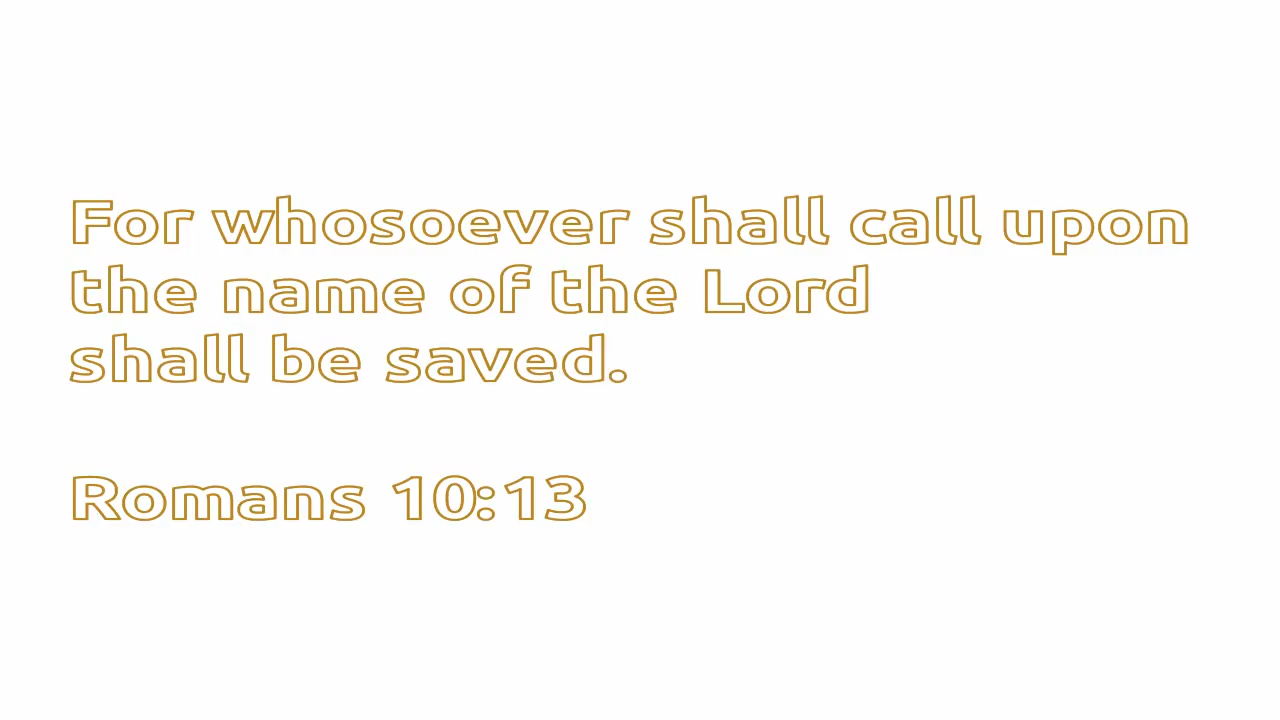 For whosoever shall call upon
the name of the Lord
shall be saved.
Romans 10:13